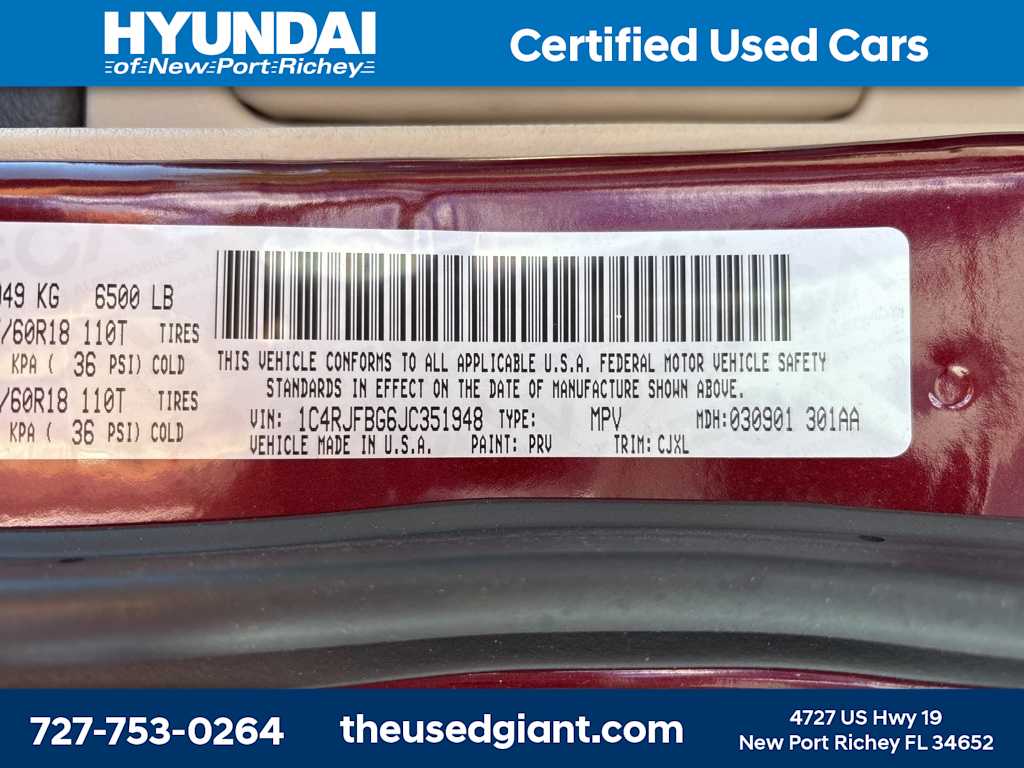 HYUNDAI
of New Port Richey
Certified Used Cars
949 KG 6500 LB
/60R18 110T TIRES
KPA ( 36 PSI) COLD
/60R18 110T TIRES
KPA ( 36 PSI) COLD
THIS VEHICLE CONFORMS TO ALL APPLICABLE U.S.A. FEDERAL MOTOR VEHICLE SAFETY
STANDARDS IN EFFECT ON THE DATE OF MANUFACTURE SHOWN ABOVE.
VIN: 1C4RJFBG6JC351948 TYPE: MPV MDH:030901 301AA
VEHICLE MADE IN U.S.A. PAINT: PRV TRIM: CJXL
727-753-0264
theusedgiant.com
4727 US Hwy 19
New Port Richey FL 34652